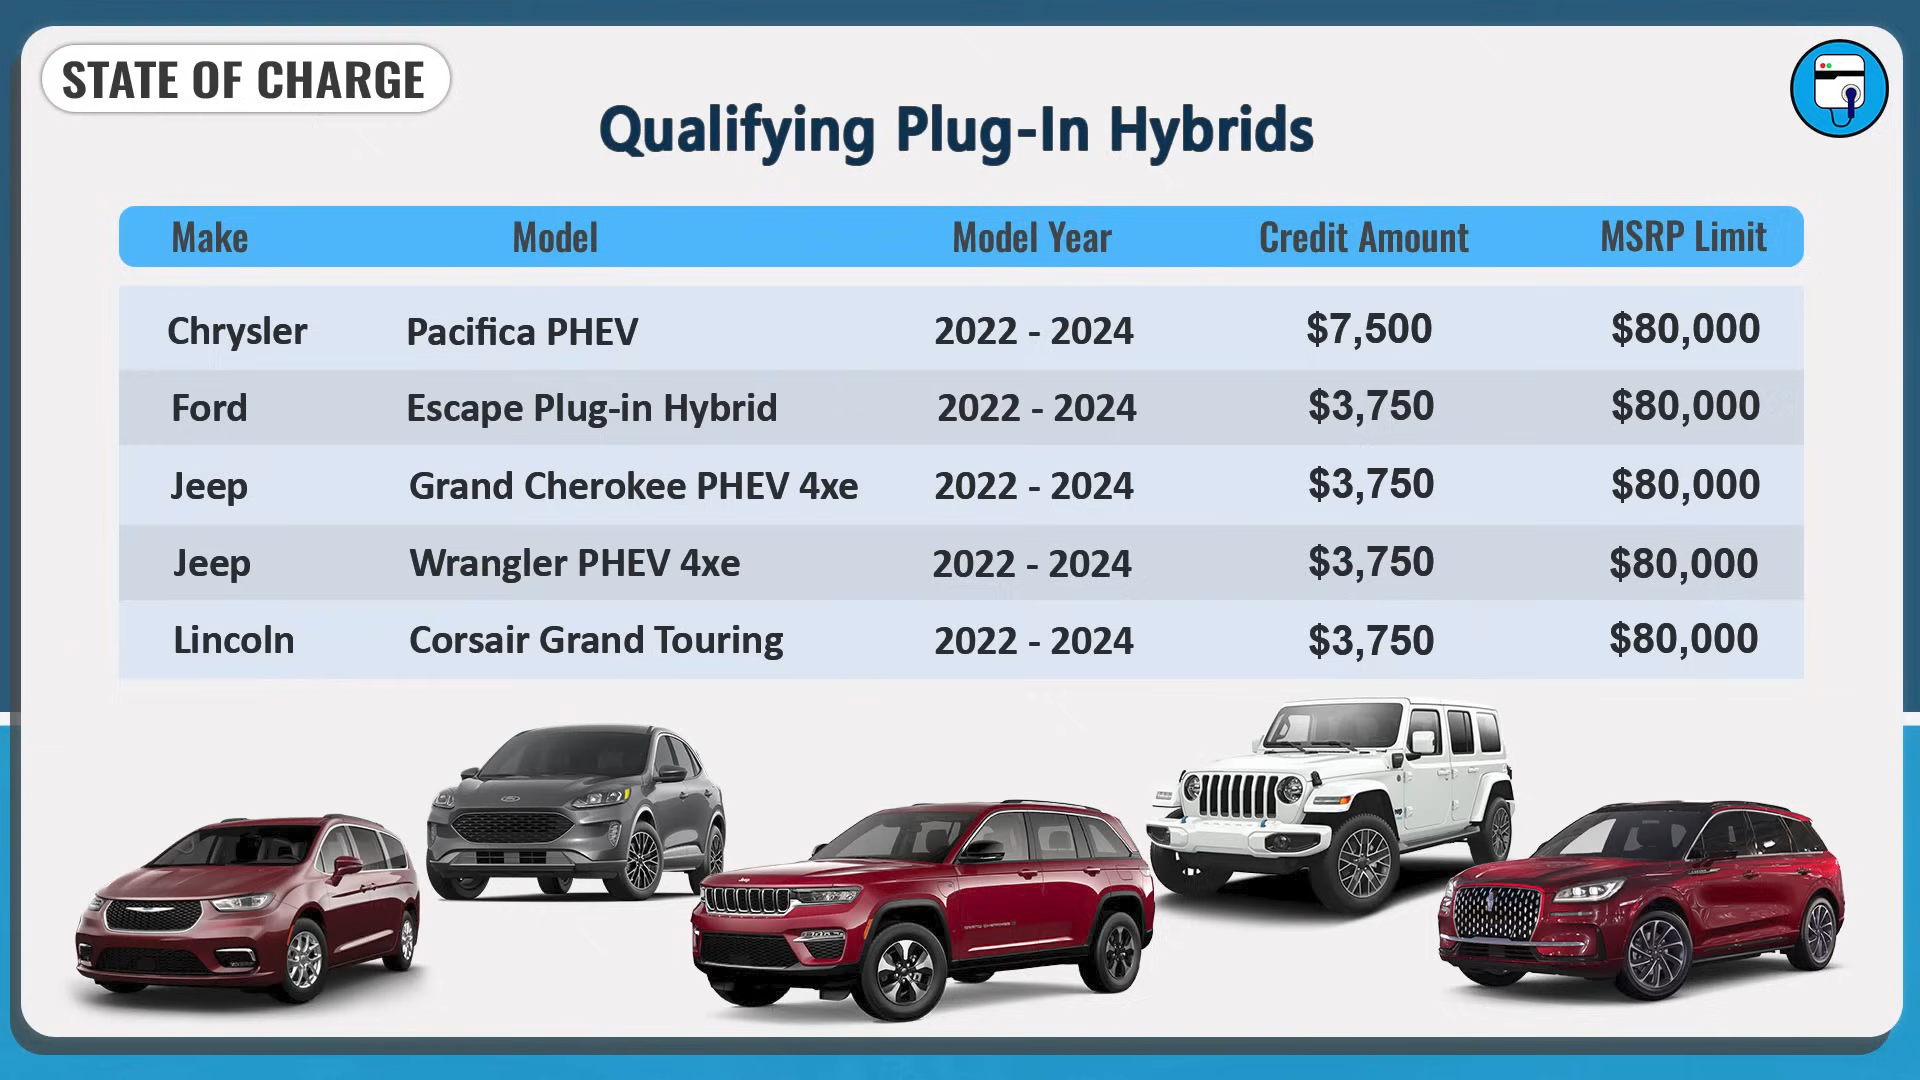 STATE OF CHARGE
Qualifying Plug-In Hybrids
Make Model Model Year Credit Amount MSRP Limit
Chrysler Pacifica PHEV 2022 - 2024 $7,500 $80,000
Ford Escape Plug-in Hybrid 2022 - 2024 $3,750 $80,000
Jeep Grand Cherokee PHEV 4xe 2022 - 2024 $3,750 $80,000
Jeep Wrangler PHEV 4xe 2022 - 2024 $3,750 $80,000
Lincoln Corsair Grand Touring 2022 - 2024 $3,750 $80,000